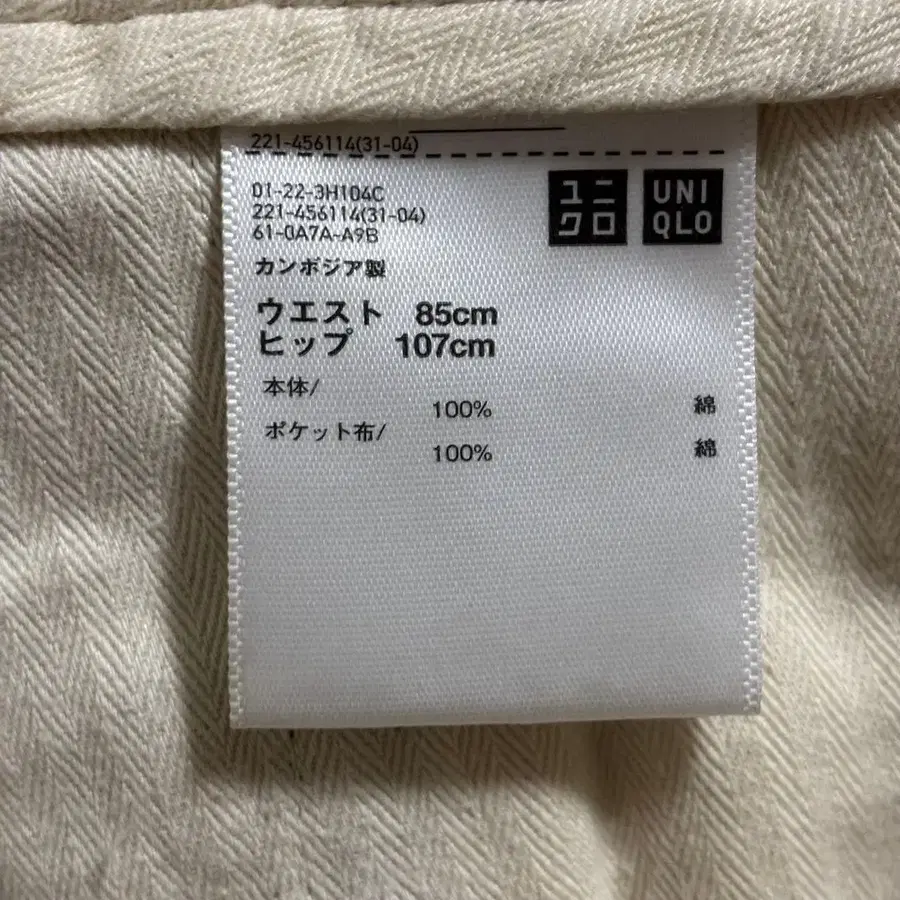 221-456114(31-04)
01-22-3H104C
221-456114(31-04)
61-0A7A-A9B
ユニ
クロ
UNI
QLO
カンボジア製
ウエスト 85cm
ヒップ 107cm
本体/
100% 綿
ポケット布/
100% 綿